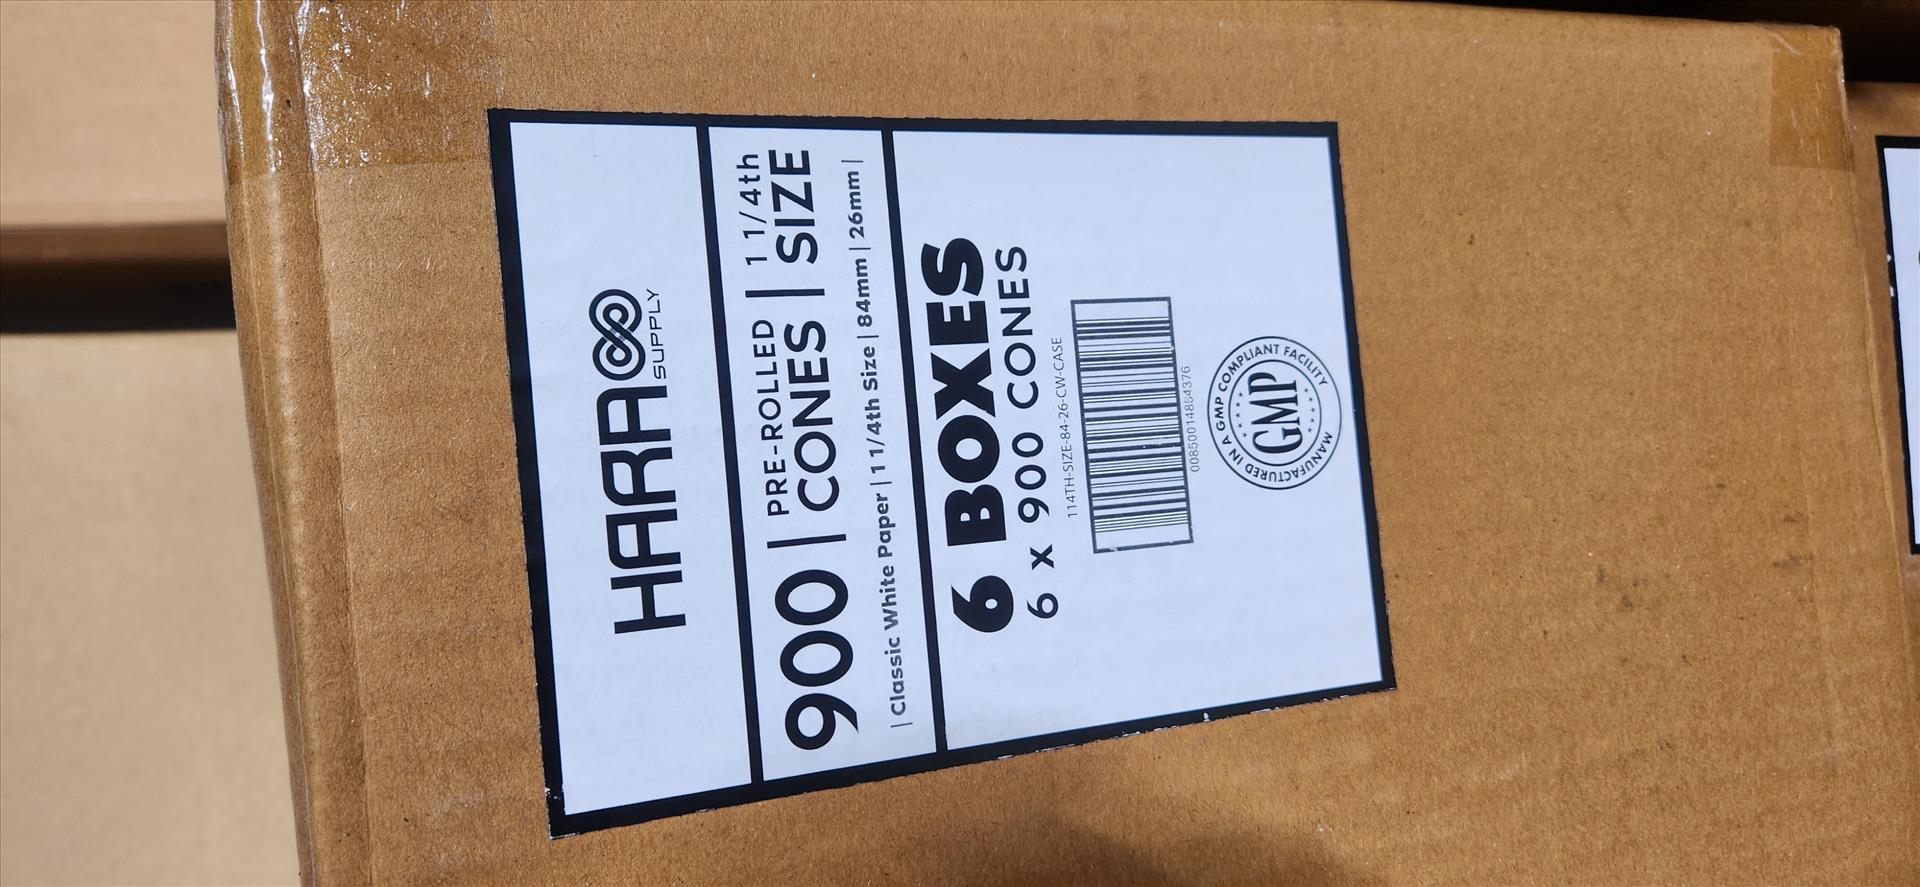 HARA
SUPPLY
900 | PRE-ROLLED CONES | 1 1/4th SIZE
| Classic White Paper | 1 1/4th Size | 84mm | 26mm |
6 BOXES
6 x 900 CONES
114TH-SIZE-84-26-CW-CASE
00850014884376
MANUFACTURED IN A GMP COMPLIANT FACILITY
GMP